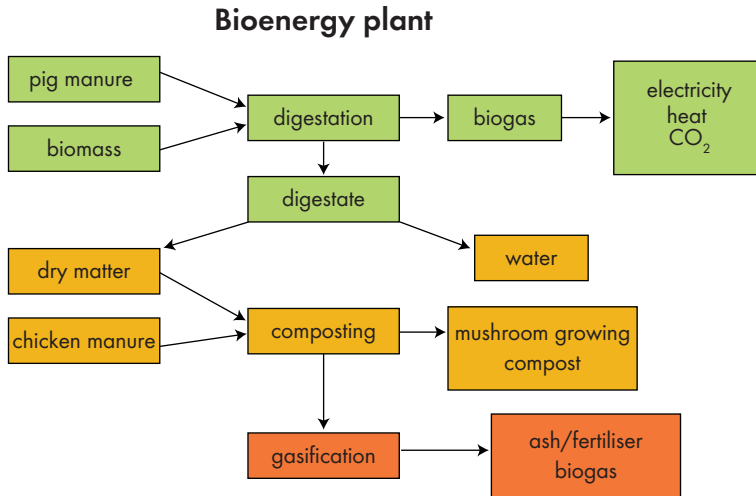 Bioenergy plant
pig manure
biomass
digestation
biogas
electricity
heat
CO₂
digestate
dry matter
water
chicken manure
composting
mushroom growing
compost
gasification
ash/fertiliser
biogas